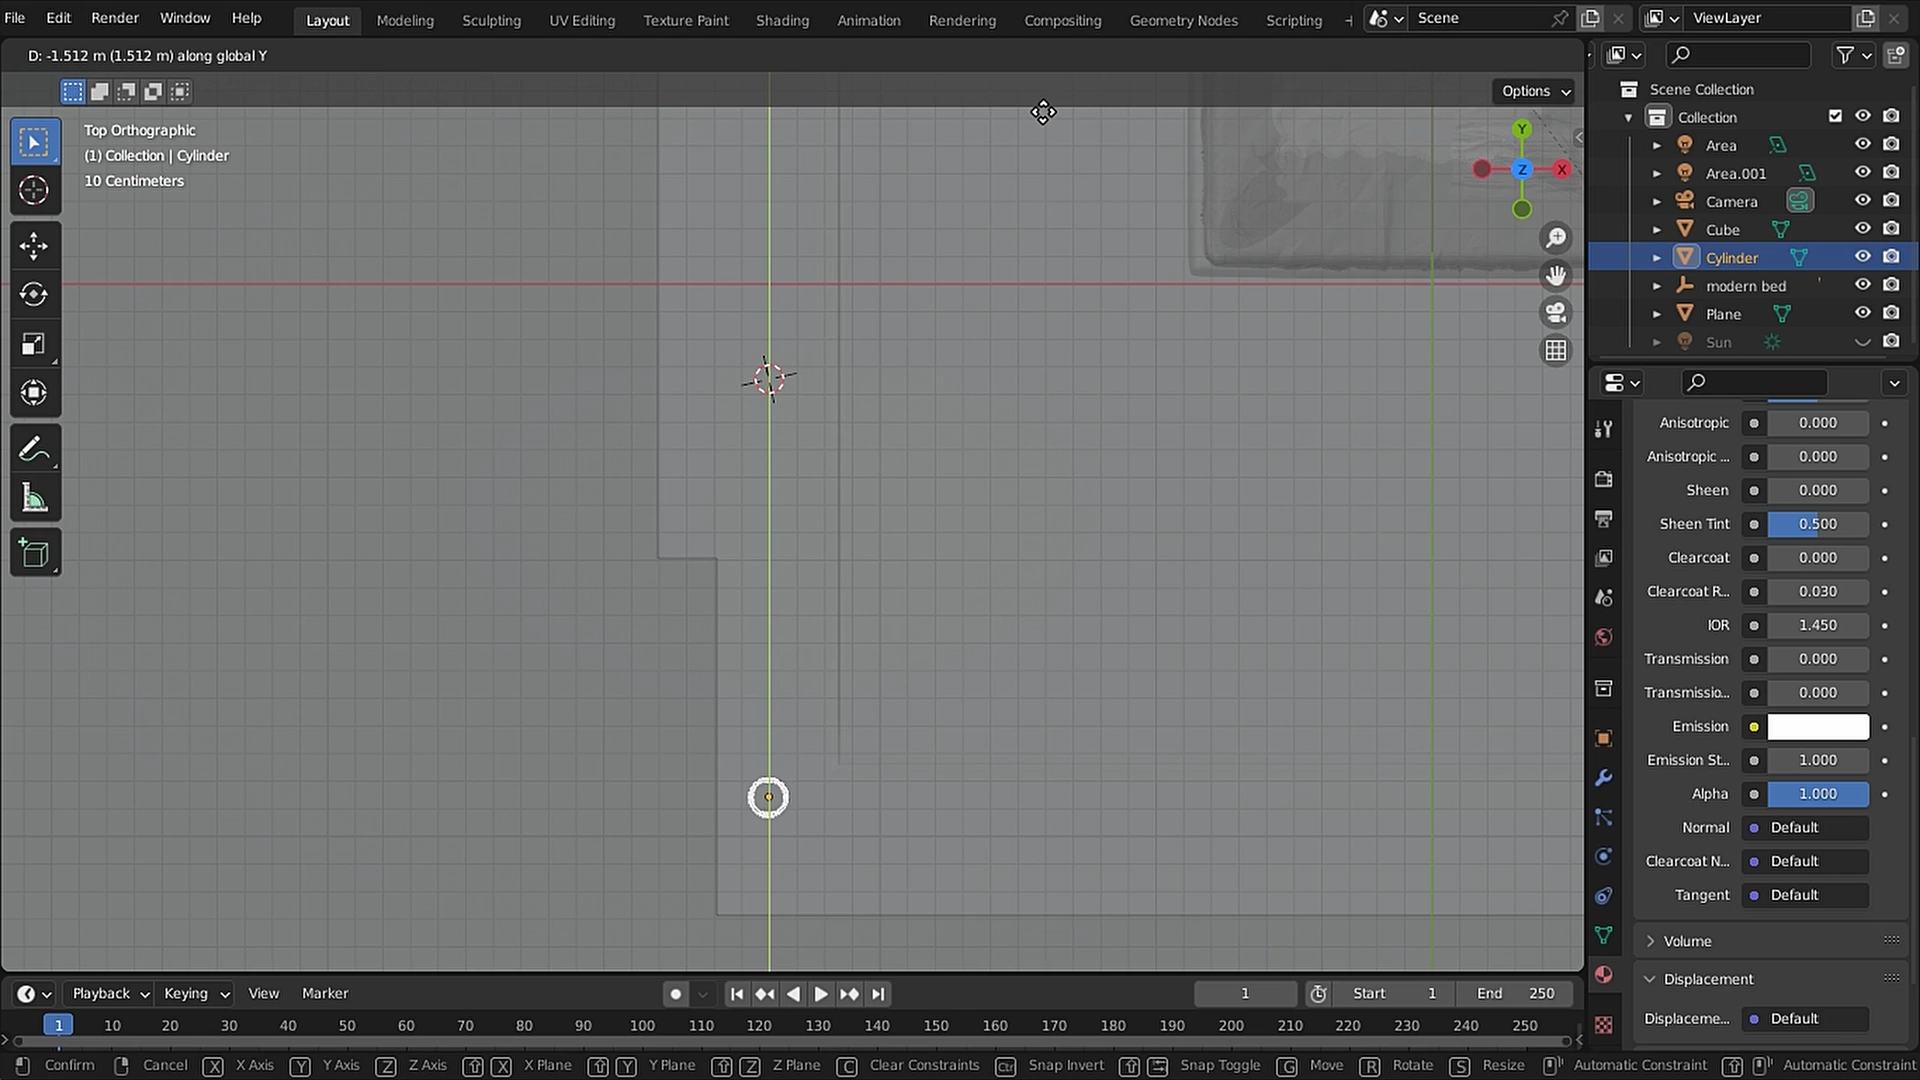 File Edit Render Window Help Layout Modeling Sculpting UV Editing Texture Paint Shading Animation Rendering Compositing Geometry Nodes Scripting Scene ViewLayer
D: -1.512 m (1.512 m) along global Y
Options
Top Orthographic
(1) Collection | Cylinder
10 Centimeters
Y
Z
X
Scene Collection
Collection
Area
Area.001
Camera
Cube
Cylinder
modern bed
Plane
Sun
Anisotropic 0.000
Anisotropic ... 0.000
Sheen 0.000
Sheen Tint 0.500
Clearcoat 0.000
Clearcoat R... 0.030
IOR 1.450
Transmission 0.000
Transmissio... 0.000
Emission
Emission St... 1.000
Alpha 1.000
Normal Default
Clearcoat N... Default
Tangent Default
Volume
Displacement
Displaceme... Default
Playback Keying View Marker 1 Start 1 End 250
1 10 20 30 40 50 60 70 80 90 100 110 120 130 140 150 160 170 180 190 200 210 220 230 240 250
Confirm Cancel X X Axis Y Y Axis Z Z Axis X X Plane Y Y Plane Z Z Plane C Clear Constraints Ctrl Snap Invert Snap Toggle G Move R Rotate S Resize Automatic Constraint Automatic Constraint